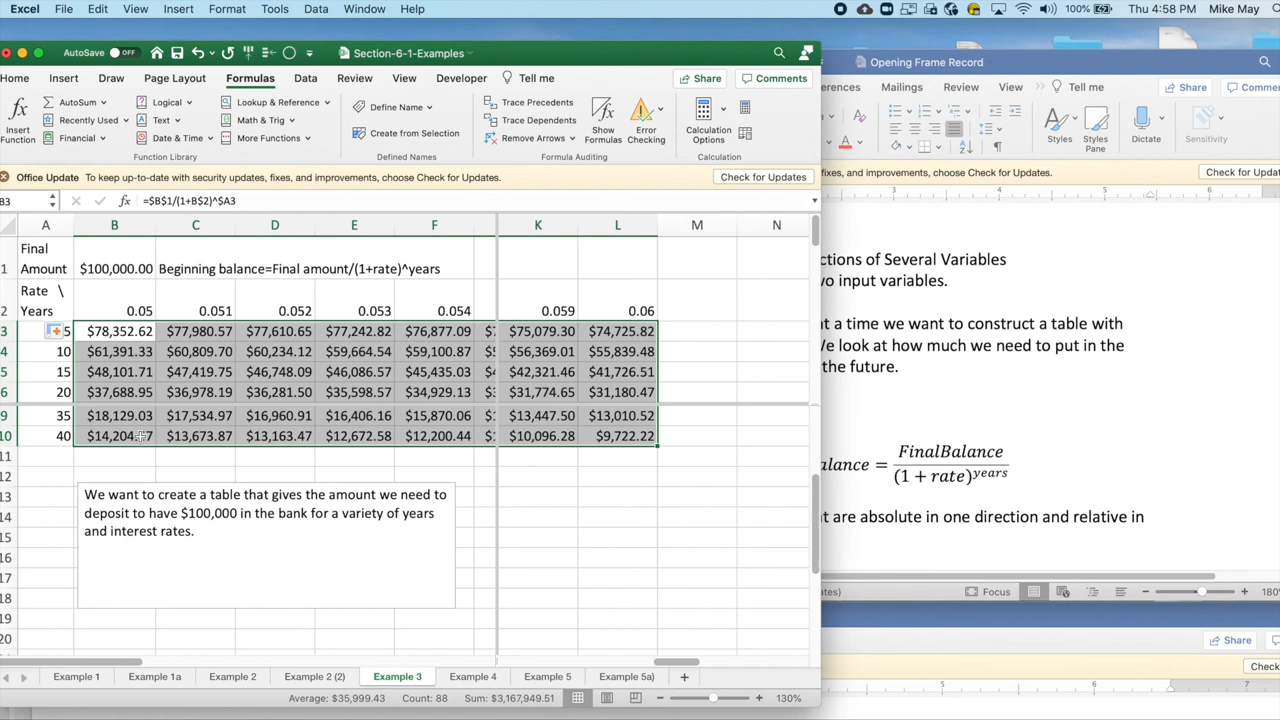 Excel File Edit View Insert Format Tools Data Window Help 100% Thu 4:58 PM Mike May
AutoSave OFF Section-6-1-Examples
Home Insert Draw Page Layout Formulas Data Review View Developer Tell me Share Comments
AutoSum Logical Lookup & Reference Define Name Trace Precedents
Recently Used Text Math & Trig Trace Dependents
Financial Date & Time More Functions Create from Selection Remove Arrows
Insert Function Show Formulas Error Checking Calculation Options
Function Library Defined Names Formula Auditing Calculation
Office Update To keep up-to-date with security updates, fixes, and improvements, choose Check for Updates. Check for Updates
B3 fx =$B$1/(1+B$2)^$A3
A B C D E F K L M N
Final
Amount
1 $100,000.00 Beginning balance=Final amount/(1+rate)^years
Rate \
Years
2 0.05 0.051 0.052 0.053 0.054 0.059 0.06
3 5 $78,352.62 $77,980.57 $77,610.65 $77,242.82 $76,877.09 $75,079.30 $74,725.82
4 10 $61,391.33 $60,809.70 $60,234.12 $59,664.54 $59,100.87 $56,369.01 $55,839.48
5 15 $48,101.71 $47,419.75 $46,748.09 $46,086.57 $45,435.03 $42,321.46 $41,726.51
6 20 $37,688.95 $36,978.19 $36,281.50 $35,598.57 $34,929.13 $31,774.65 $31,180.47
9 35 $18,129.03 $17,534.97 $16,960.91 $16,406.16 $15,870.06 $13,447.50 $13,010.52
10 40 $13,673.87 $13,163.47 $12,672.58 $12,200.44 $10,096.28 $9,722.22
11
12
13
14
15
16
17
18
19
20
We want to create a table that gives the amount we need to
deposit to have $100,000 in the bank for a variety of years
and interest rates.
Example 1 Example 1a Example 2 Example 2 (2) Example 3 Example 4 Example 5 Example 5a)
Average: $35,999.43 Count: 88 Sum: $3,167,949.51 130%
Opening Frame Record
erences Mailings Review View Tell me Share Comme
Styles Styles Pane Dictate Sensitivity
fixes, and improvements, choose Check for Updates. Check for Upda
3 4 5 6
ctions of Several Variables
wo input variables.
t a time we want to construct a table with
We look at how much we need to put in the
the future.
alance = FinalBalance
(1 + rate)^years
t are absolute in one direction and relative in
ates) Focus 180%
Share
Check
5 6 7